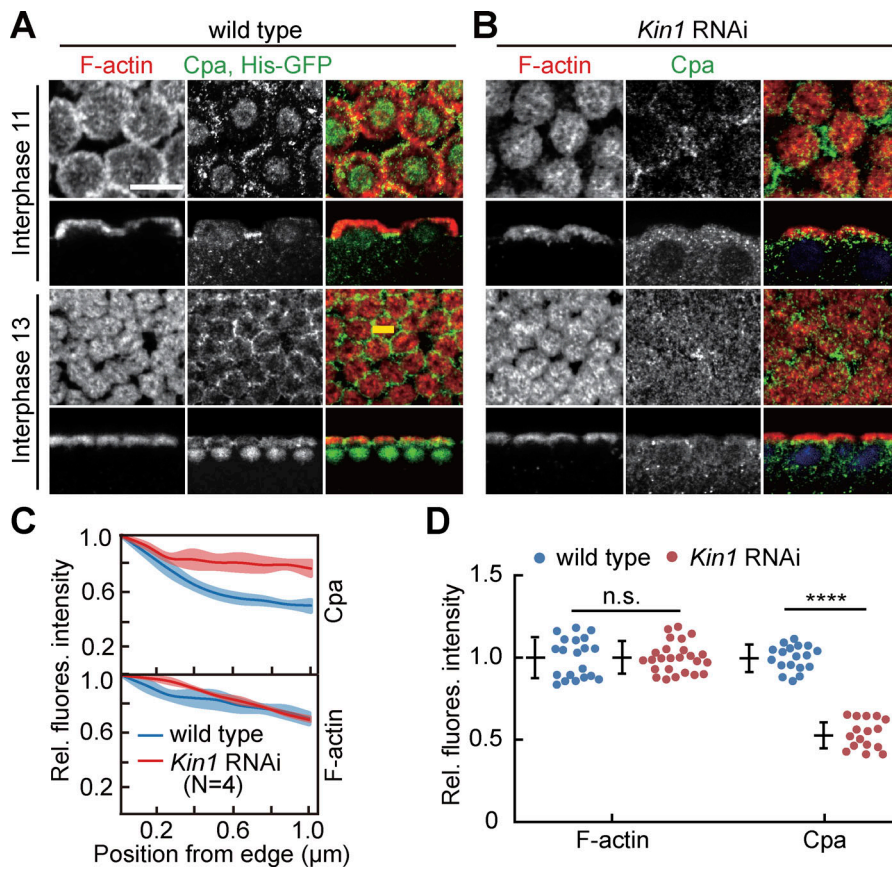 A
wild type
F-actin
Cpa, His-GFP
Interphase 11
Interphase 13
B
Kin1 RNAi
F-actin
Cpa
C
Rel. fluores. intensity
1.0
0.6
0.2
Cpa
1.0
0.6
0.2
F-actin
wild type
Kin1 RNAi
(N=4)
0.2
0.6
1.0
Position from edge (µm)
D
wild type
Kin1 RNAi
Rel. fluores. intensity
1.5
1.0
0.5
0
n.s.
****
F-actin
Cpa